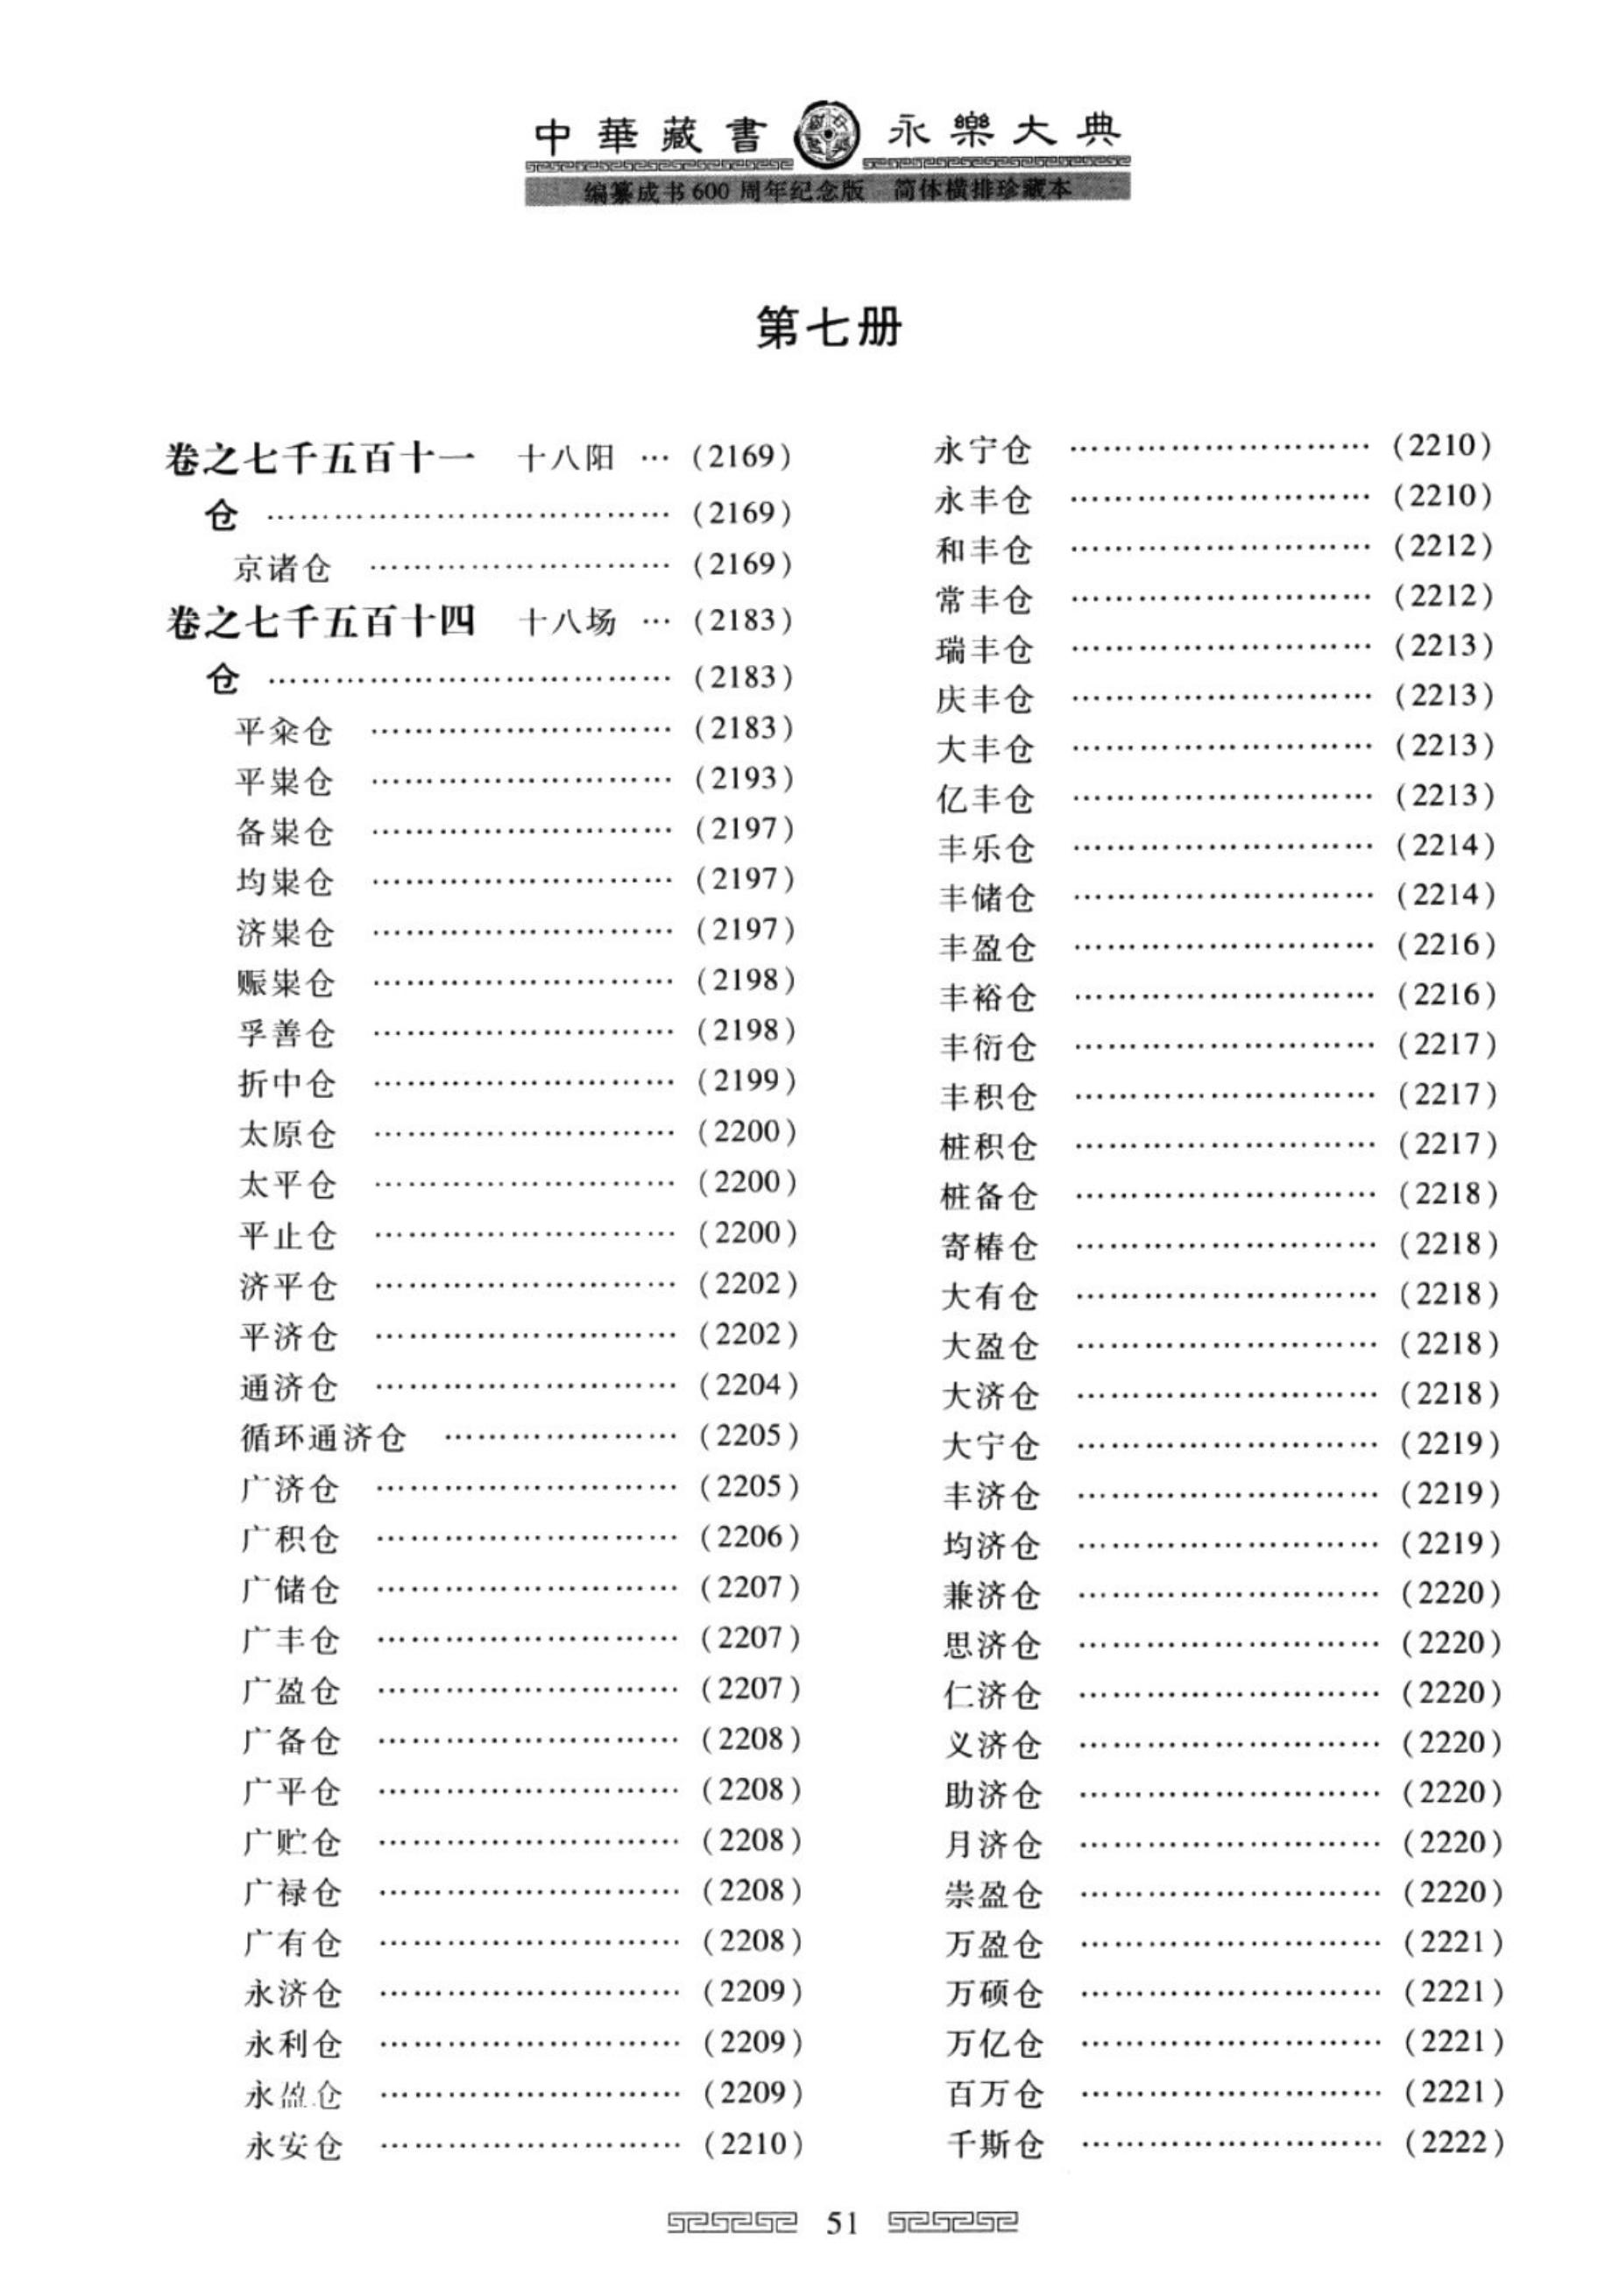 中華藏書 永樂大典
编纂成书600周年纪念版 简体横排珍藏本
第七册
卷之七千五百十一 十八阳 … (2169)
仓 …………………………… (2169)
京诸仓 …………………… (2169)
卷之七千五百十四 十八场 … (2183)
仓 …………………………… (2183)
平籴仓 …………………… (2183)
平粜仓 …………………… (2193)
备粜仓 …………………… (2197)
均粜仓 …………………… (2197)
济粜仓 …………………… (2197)
赈粜仓 …………………… (2198)
孚善仓 …………………… (2198)
折中仓 …………………… (2199)
太原仓 …………………… (2200)
太平仓 …………………… (2200)
平止仓 …………………… (2200)
济平仓 …………………… (2202)
平济仓 …………………… (2202)
通济仓 …………………… (2204)
循环通济仓 ……………… (2205)
广济仓 …………………… (2205)
广积仓 …………………… (2206)
广储仓 …………………… (2207)
广丰仓 …………………… (2207)
广盈仓 …………………… (2207)
广备仓 …………………… (2208)
广平仓 …………………… (2208)
广贮仓 …………………… (2208)
广禄仓 …………………… (2208)
广有仓 …………………… (2208)
永济仓 …………………… (2209)
永利仓 …………………… (2209)
永盈仓 …………………… (2209)
永安仓 …………………… (2210)
永宁仓 …………………… (2210)
永丰仓 …………………… (2210)
和丰仓 …………………… (2212)
常丰仓 …………………… (2212)
瑞丰仓 …………………… (2213)
庆丰仓 …………………… (2213)
大丰仓 …………………… (2213)
亿丰仓 …………………… (2213)
丰乐仓 …………………… (2214)
丰储仓 …………………… (2214)
丰盈仓 …………………… (2216)
丰裕仓 …………………… (2216)
丰衍仓 …………………… (2217)
丰积仓 …………………… (2217)
桩积仓 …………………… (2217)
桩备仓 …………………… (2218)
寄椿仓 …………………… (2218)
大有仓 …………………… (2218)
大盈仓 …………………… (2218)
大济仓 …………………… (2218)
大宁仓 …………………… (2219)
丰济仓 …………………… (2219)
均济仓 …………………… (2219)
兼济仓 …………………… (2220)
思济仓 …………………… (2220)
仁济仓 …………………… (2220)
义济仓 …………………… (2220)
助济仓 …………………… (2220)
月济仓 …………………… (2220)
崇盈仓 …………………… (2220)
万盈仓 …………………… (2221)
万硕仓 …………………… (2221)
万亿仓 …………………… (2221)
百万仓 …………………… (2221)
千斯仓 …………………… (2222)
51